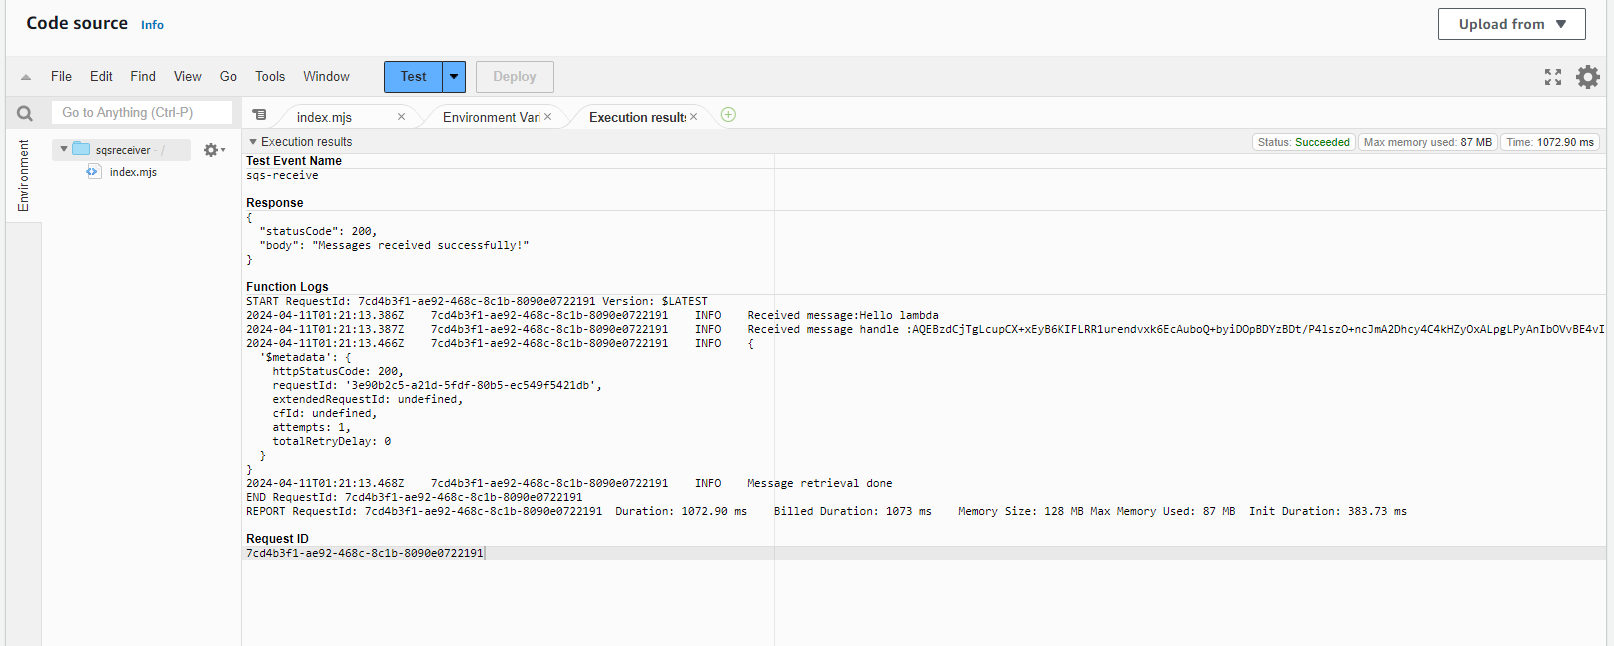 Code source Info
Upload from
File Edit Find View Go Tools Window Test Deploy
Go to Anything (Ctrl-P)
index.mjs
Environment Vari
Execution results
Environment
sqsreceiver - /
index.mjs
Execution results
Status: Succeeded Max memory used: 87 MB Time: 1072.90 ms
Test Event Name
sqs-receive
Response
{
"statusCode": 200,
"body": "Messages received successfully!"
}
Function Logs
START RequestId: 7cd4b3f1-ae92-468c-8c1b-8090e0722191 Version: $LATEST
2024-04-11T01:21:13.386Z 7cd4b3f1-ae92-468c-8c1b-8090e0722191 INFO Received message:Hello lambda
2024-04-11T01:21:13.387Z 7cd4b3f1-ae92-468c-8c1b-8090e0722191 INFO Received message handle :AQEBzdCjTgLcupCX+xEyB6KIFLRR1urendvxk6EcAuboQ+byiDOpBDYzBDt/P4lszO+ncJmA2Dhcy4C4kHZyOxALpgLPyAnIbOVvBE4vI
2024-04-11T01:21:13.466Z 7cd4b3f1-ae92-468c-8c1b-8090e0722191 INFO {
'$metadata': {
httpStatusCode: 200,
requestId: '3e90b2c5-a21d-5fdf-80b5-ec549f5421db',
extendedRequestId: undefined,
cfId: undefined,
attempts: 1,
totalRetryDelay: 0
}
}
2024-04-11T01:21:13.468Z 7cd4b3f1-ae92-468c-8c1b-8090e0722191 INFO Message retrieval done
END RequestId: 7cd4b3f1-ae92-468c-8c1b-8090e0722191
REPORT RequestId: 7cd4b3f1-ae92-468c-8c1b-8090e0722191 Duration: 1072.90 ms Billed Duration: 1073 ms Memory Size: 128 MB Max Memory Used: 87 MB Init Duration: 383.73 ms
Request ID
7cd4b3f1-ae92-468c-8c1b-8090e0722191